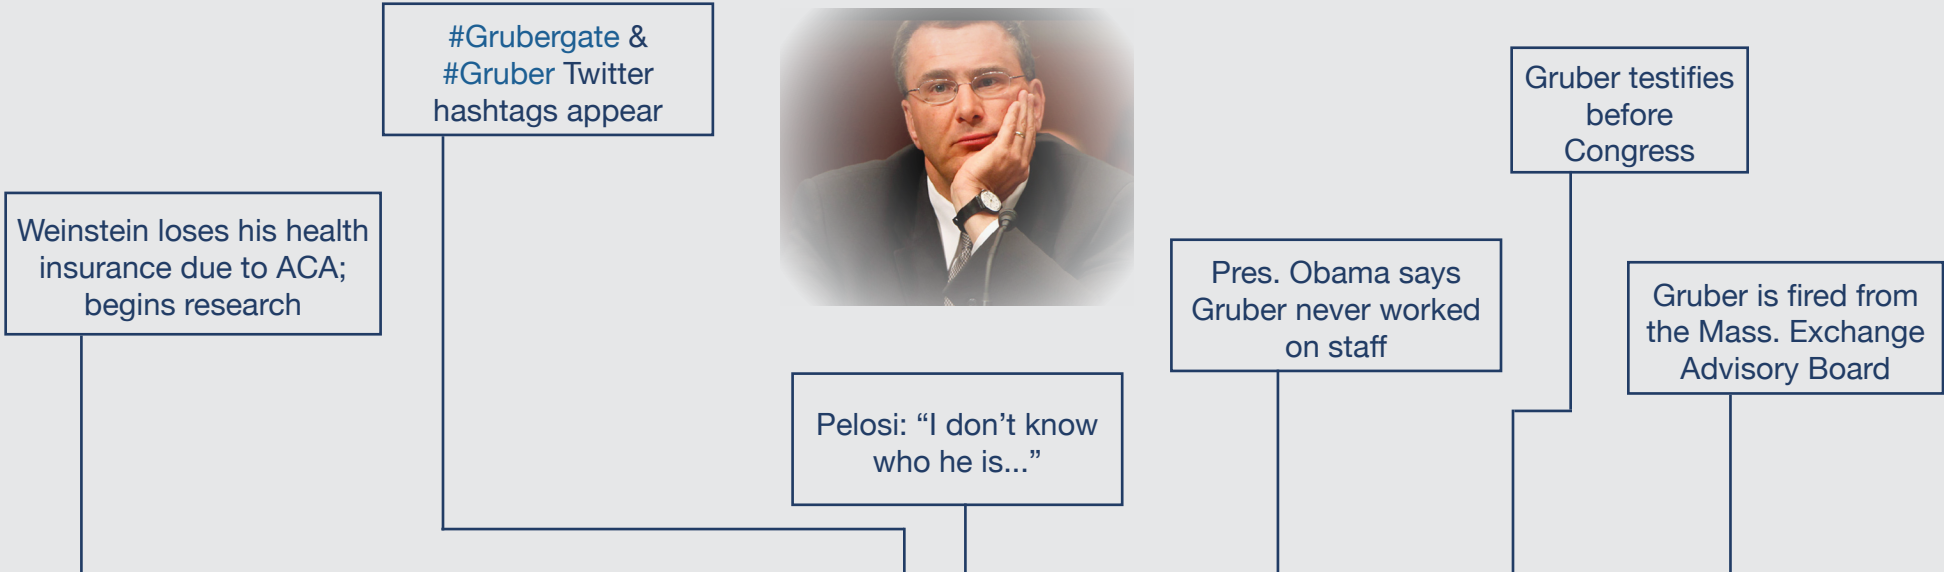 #Grubergate &
#Gruber Twitter
hashtags appear
Gruber testifies
before
Congress
Weinstein loses his health
insurance due to ACA;
begins research
Pres. Obama says
Gruber never worked
on staff
Gruber is fired from
the Mass. Exchange
Advisory Board
Pelosi: “I don’t know
who he is...”